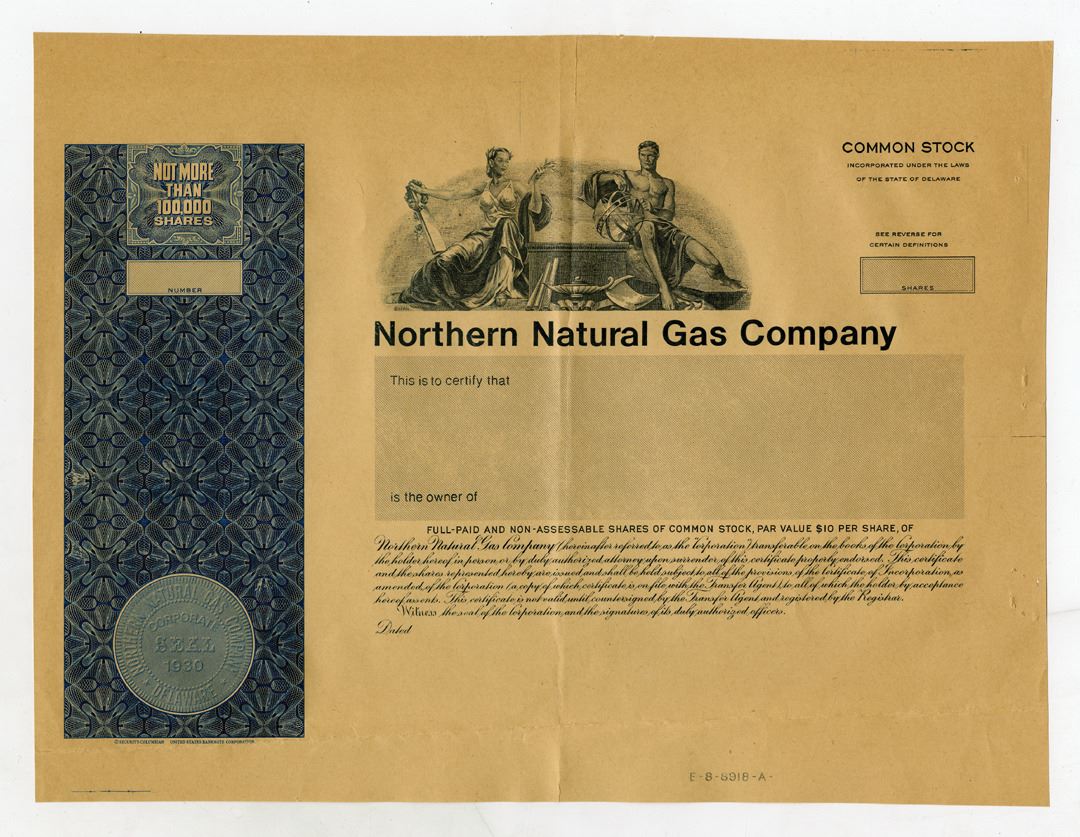 NOT MORE
THAN
100,000
SHARES
NUMBER
COMMON STOCK
INCORPORATED UNDER THE LAWS
OF THE STATE OF DELAWARE
SEE REVERSE FOR
CERTAIN DEFINITIONS
SHARES
Northern Natural Gas Company
This is to certify that
is the owner of
FULL-PAID AND NON-ASSESSABLE SHARES OF COMMON STOCK, PAR VALUE $10 PER SHARE, OF
Northern Natural Gas Company (hereinafter referred to as the Corporation) transferable on the books of the Corporation by
the holder hereof in person or by duly authorized attorney upon surrender of this certificate properly endorsed. This certificate
and the shares represented hereby are issued and shall be held subject to all of the provisions of the Certificate of Incorporation, as
amended, of the Corporation (a copy of which certificate is on file with the Transfer Agent), to all of which the holder by acceptance
hereof assents. This certificate is not valid until countersigned by the Transfer Agent and registered by the Registrar.
Witness the seal of the Corporation and the signatures of its duly authorized officers.
Dated
NORTHERN NATURAL GAS COMPANY
CORPORATE
SEAL
1930
DELAWARE
© SECURITY-COLUMBIAN UNITED STATES BANKNOTE CORPORATION
E-8-5918-A-